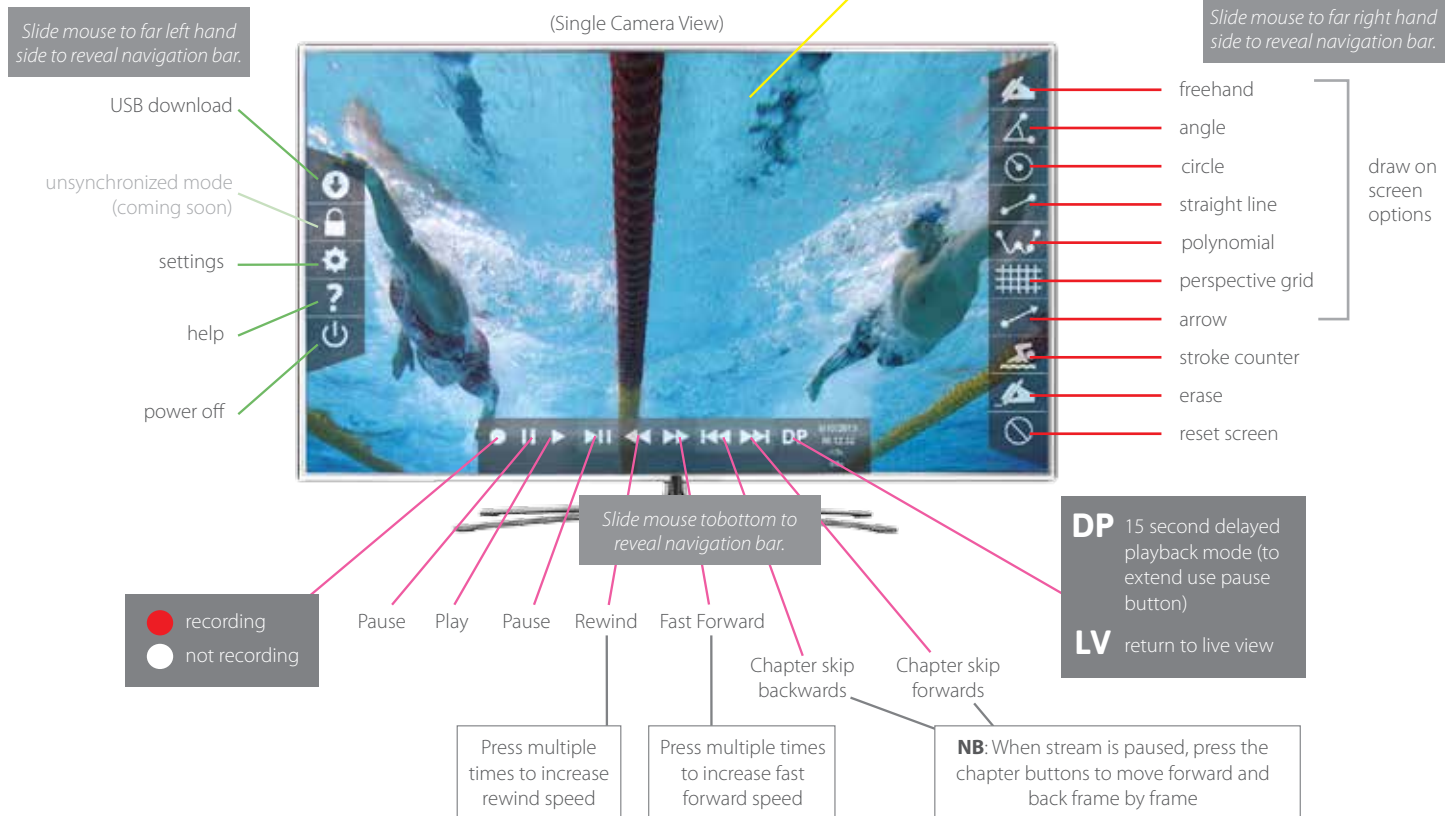 (Single Camera View)
Slide mouse to far left hand
side to reveal navigation bar.
Slide mouse to far right hand
side to reveal navigation bar.
USB download
unsynchronized mode
(coming soon)
settings
help
power off
?
freehand
angle
circle
straight line
polynomial
perspective grid
arrow
stroke counter
erase
reset screen
draw on
screen
options
DP
Slide mouse tobottom to
reveal navigation bar.
recording
not recording
Pause
Play
Pause
Rewind
Fast Forward
Chapter skip
backwards
Chapter skip
forwards
DP 15 second delayed
playback mode (to
extend use pause
button)
LV return to live view
Press multiple
times to increase
rewind speed
Press multiple times
to increase fast
forward speed
NB: When stream is paused, press the
chapter buttons to move forward and
back frame by frame